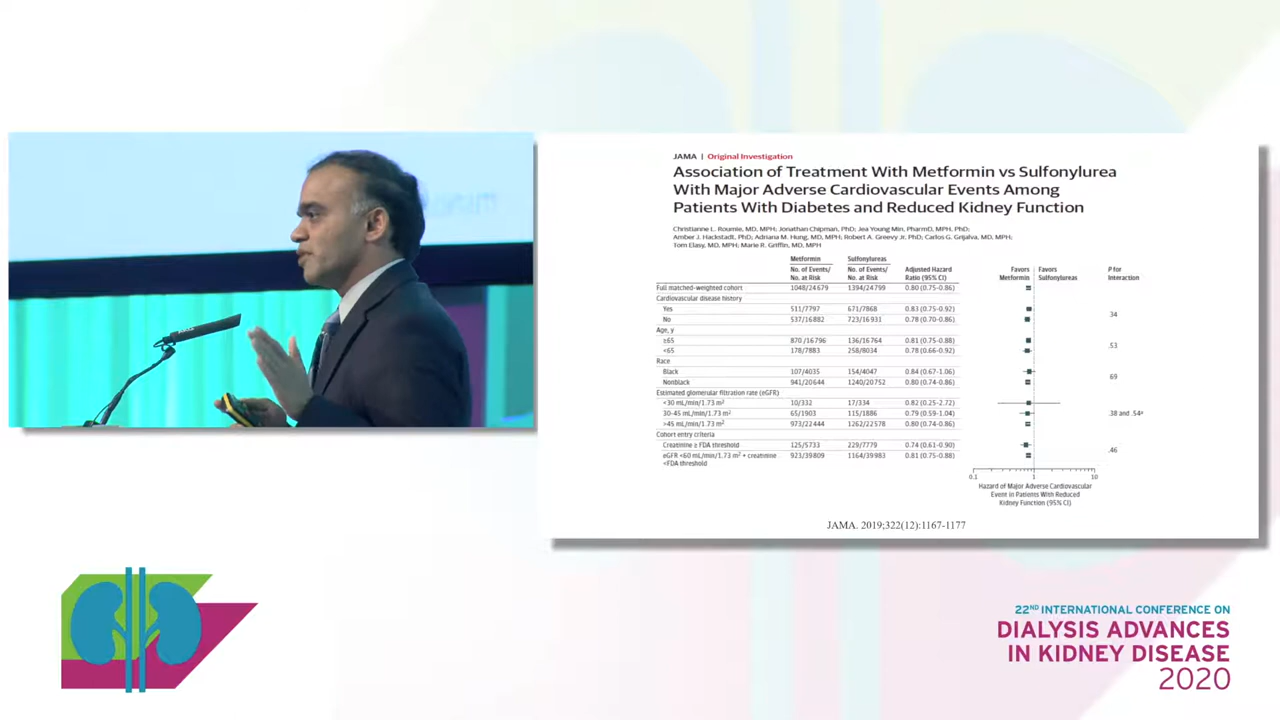 JAMA | Original Investigation
Association of Treatment With Metformin vs Sulfonylurea
With Major Adverse Cardiovascular Events Among
Patients With Diabetes and Reduced Kidney Function
Christianne L. Roumie, MD, MPH; Jonathan Chipman, PhD; Jea Young Min, PharmD, MPH, PhD;
Amber J. Hackstadt, PhD; Adriana M. Hung, MD, MPH; Robert A. Greevy Jr, PhD; Carlos G. Grijalva, MD, MPH;
Tom Elasy, MD, MPH; Marie R. Griffin, MD, MPH
Metformin Sulfonylureas
No. of Events/ No. of Events/ Adjusted Hazard Favors Favors P for
No. at Risk No. at Risk Ratio (95% CI) Metformin Sulfonylureas Interaction
Full matched-weighted cohort 1048/24679 1394/24799 0.80 (0.75-0.86)
Cardiovascular disease history
Yes 511/7797 671/7868 0.83 (0.75-0.92)
.34
No 537/16882 723/16931 0.78 (0.70-0.86)
Age, y
≥65 870/16796 136/16764 0.81 (0.75-0.88)
.53
<65 178/7883 258/8034 0.78 (0.66-0.92)
Race
Black 107/4035 154/4047 0.84 (0.67-1.06)
69
Nonblack 941/20644 1240/20752 0.80 (0.74-0.86)
Estimated glomerular filtration rate (eGFR)
<30 mL/min/1.73 m² 10/332 17/334 0.82 (0.25-2.72)
30-45 mL/min/1.73 m² 65/1903 115/1886 0.79 (0.59-1.04) .38 and .54ᵃ
>45 mL/min/1.73 m² 973/22444 1262/22578 0.80 (0.74-0.86)
Cohort entry criteria
Creatinine ≥ FDA threshold 125/5733 229/7779 0.74 (0.61-0.90)
.46
eGFR <60 mL/min/1.73 m² + creatinine 923/39809 1164/39983 0.81 (0.75-0.88)
<FDA threshold
0.1 1 10
Hazard of Major Adverse Cardiovascular
Event in Patients With Reduced
Kidney Function (95% CI)
JAMA. 2019;322(12):1167-1177
22ND INTERNATIONAL CONFERENCE ON
DIALYSIS ADVANCES
IN KIDNEY DISEASE
2020